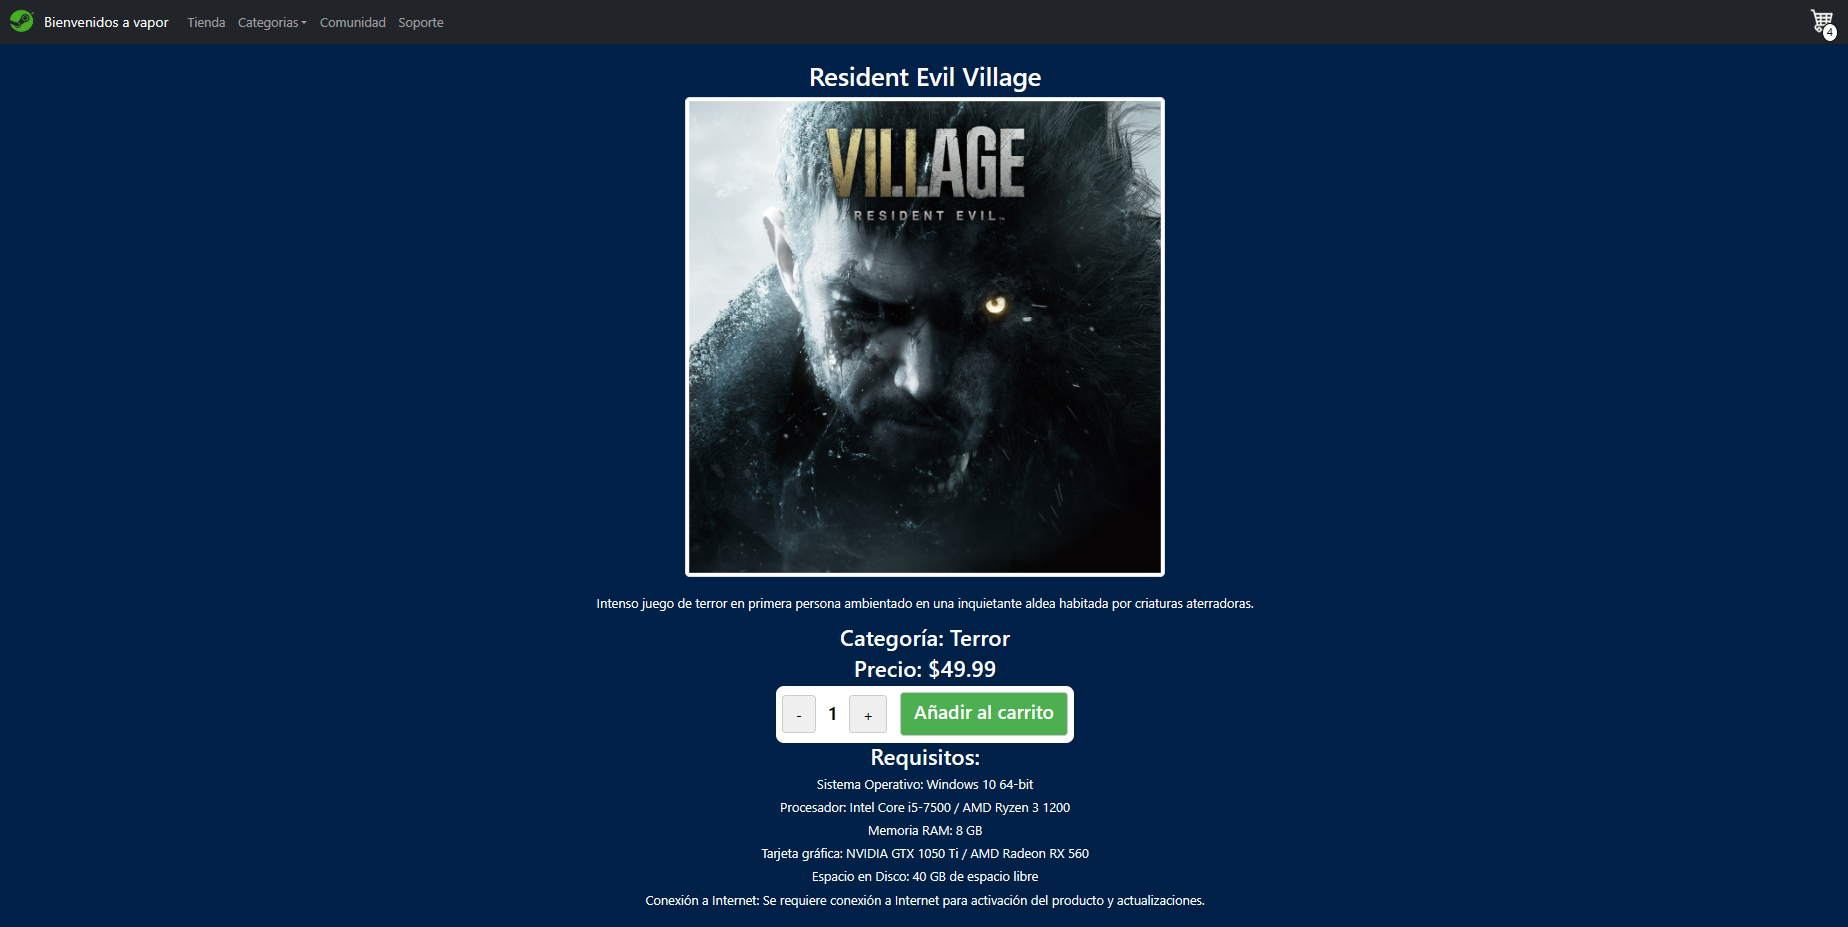 Bienvenidos a vapor Tienda Categorias Comunidad Soporte
4
Resident Evil Village
VILLAGE
RESIDENT EVIL™
Intenso juego de terror en primera persona ambientado en una inquietante aldea habitada por criaturas aterradoras.
Categoría: Terror
Precio: $49.99
- 1 + Añadir al carrito
Requisitos:
Sistema Operativo: Windows 10 64-bit
Procesador: Intel Core i5-7500 / AMD Ryzen 3 1200
Memoria RAM: 8 GB
Tarjeta gráfica: NVIDIA GTX 1050 Ti / AMD Radeon RX 560
Espacio en Disco: 40 GB de espacio libre
Conexión a Internet: Se requiere conexión a Internet para activación del producto y actualizaciones.